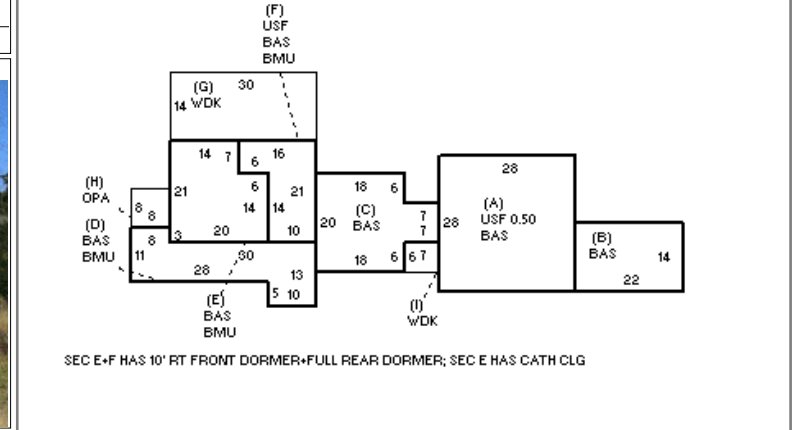 (F)
USF
BAS
BMU
(G)
30
14 WDK
14 7 6 16
28
(H)
OPA
21
6
21
18 6
8 8
14 14
(C)
BAS
20
7
7
28
(A)
USF 0.50
BAS
(D)
BAS
BMU
8
3
20
10
(B)
BAS
14
11
30
18 6 6 7
28
13
22
5 10
(E)
BAS
BMU
(I)
WDK
SEC E+F HAS 10' RT FRONT DORMER+FULL REAR DORMER; SEC E HAS CATH CLG